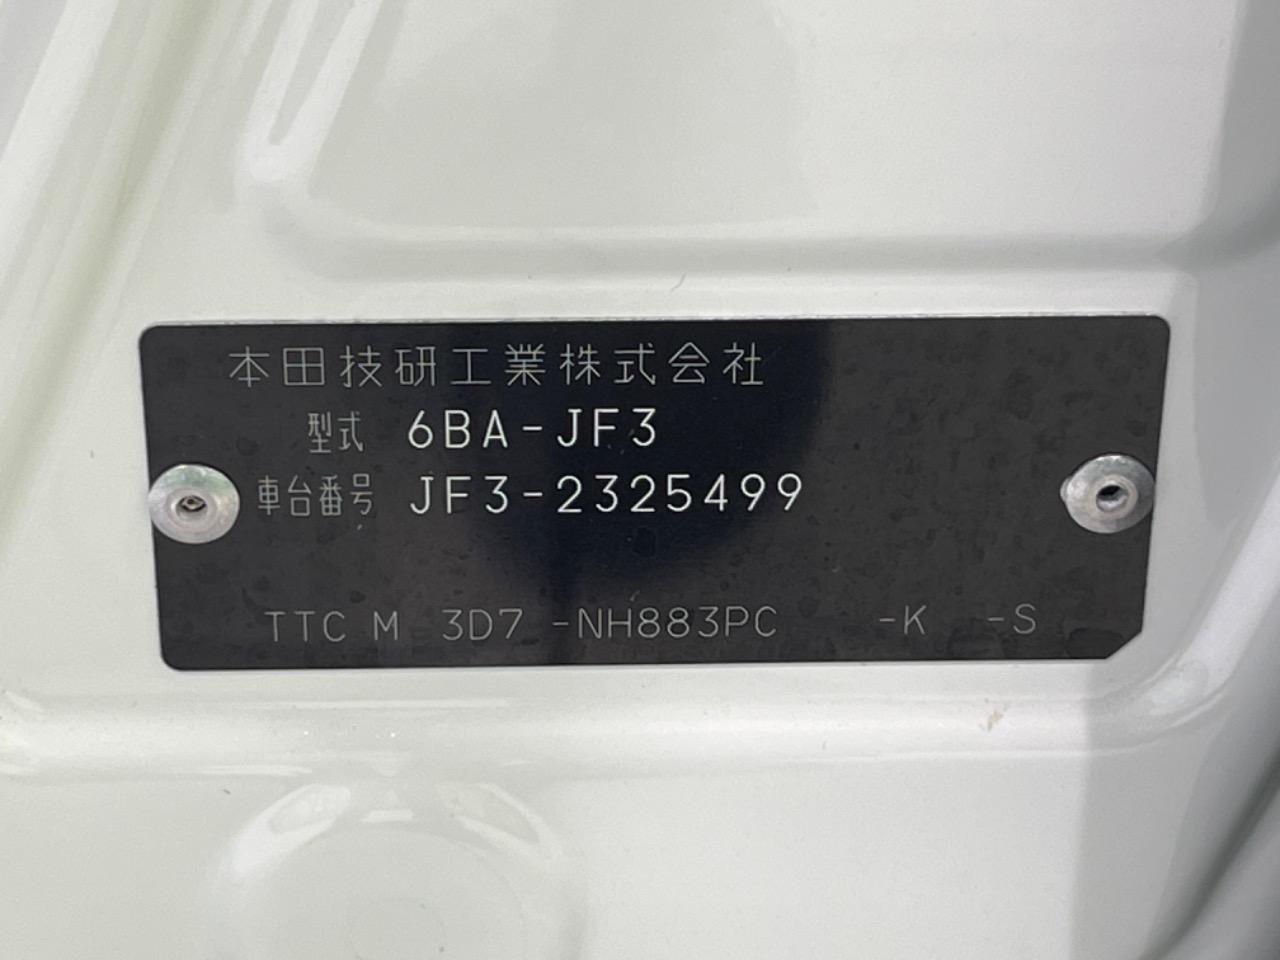 本田技研工業株式会社
型式 6BA-JF3
車台番号 JF3-2325499
TTC M 3D7 -NH883PC -K -S